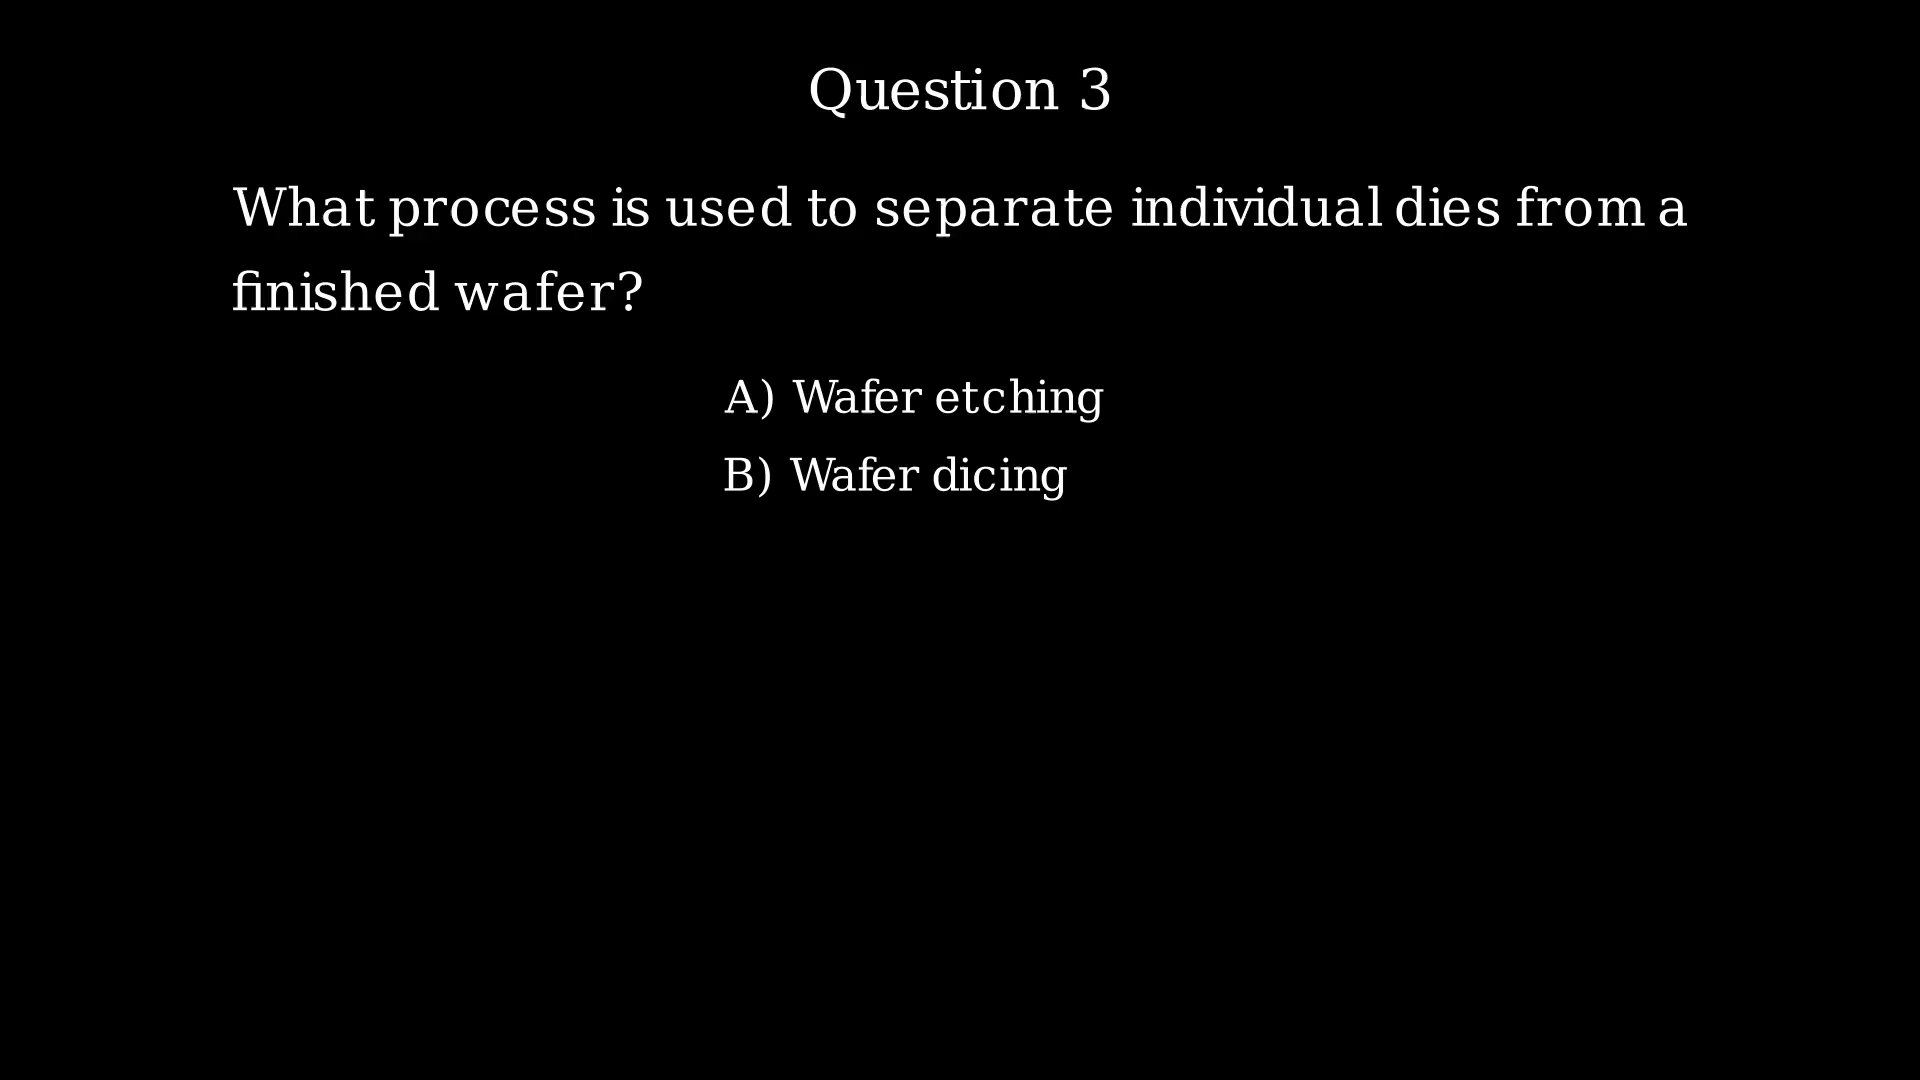 Question 3
What process is used to separate individual dies from a
finished wafer?
A) Wafer etching
B) Wafer dicing